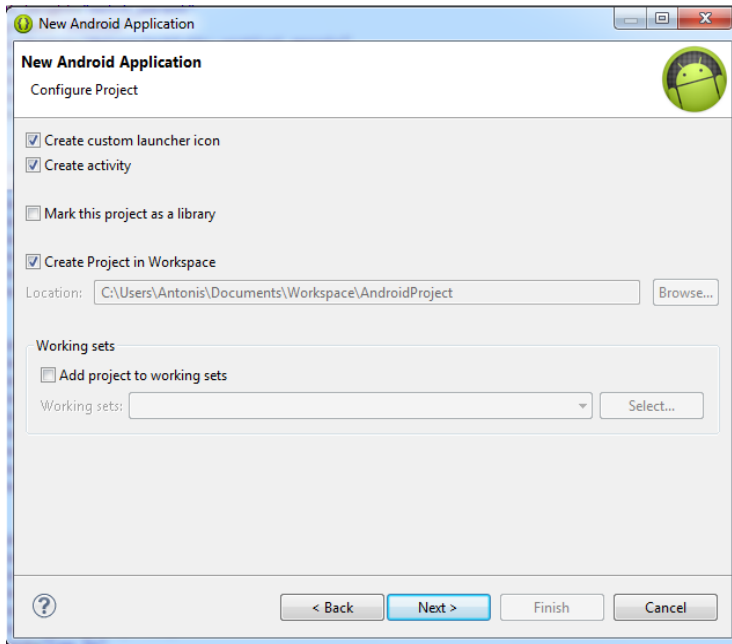 New Android Application
New Android Application
Configure Project
Create custom launcher icon
Create activity
Mark this project as a library
Create Project in Workspace
Location: C:\Users\Antonis\Documents\Workspace\AndroidProject Browse...
Working sets
Add project to working sets
Working sets: Select...
? < Back Next > Finish Cancel